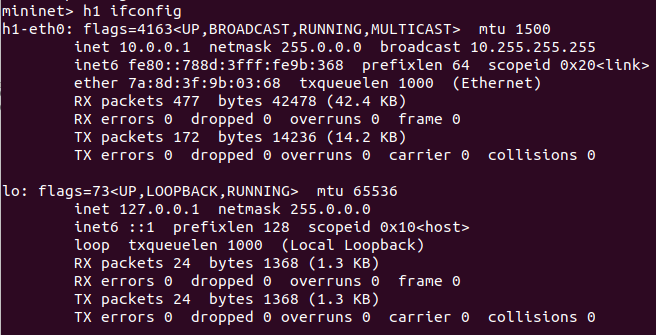 mininet> h1 ifconfig
h1-eth0: flags=4163<UP,BROADCAST,RUNNING,MULTICAST>  mtu 1500
        inet 10.0.0.1  netmask 255.0.0.0  broadcast 10.255.255.255
        inet6 fe80::788d:3fff:fe9b:368  prefixlen 64  scopeid 0x20<link>
        ether 7a:8d:3f:9b:03:68  txqueuelen 1000  (Ethernet)
        RX packets 477  bytes 42478 (42.4 KB)
        RX errors 0  dropped 0  overruns 0  frame 0
        TX packets 172  bytes 14236 (14.2 KB)
        TX errors 0  dropped 0 overruns 0  carrier 0  collisions 0

lo: flags=73<UP,LOOPBACK,RUNNING>  mtu 65536
        inet 127.0.0.1  netmask 255.0.0.0
        inet6 ::1  prefixlen 128  scopeid 0x10<host>
        loop  txqueuelen 1000  (Local Loopback)
        RX packets 24  bytes 1368 (1.3 KB)
        RX errors 0  dropped 0  overruns 0  frame 0
        TX packets 24  bytes 1368 (1.3 KB)
        TX errors 0  dropped 0 overruns 0  carrier 0  collisions 0